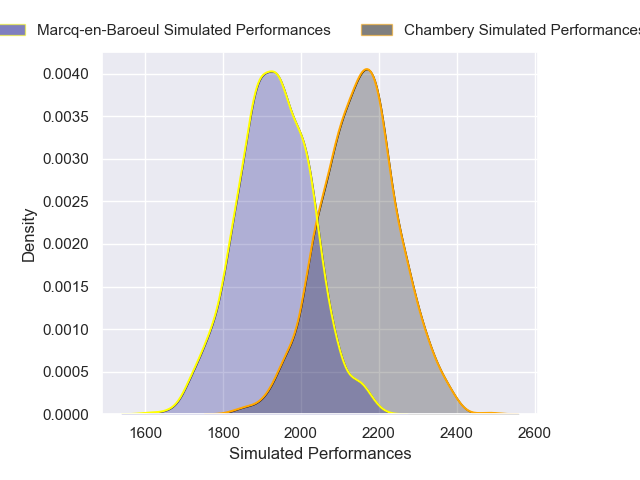 Marcq-en-Baroeul Simulated Performances Chambery Simulated Performances
0.0040
0.0035
0.0030
0.0025
0.0020
0.0015
0.0010
0.0005
0.0000
Density
1600 1800 2000 2200 2400 2600
Simulated Performances